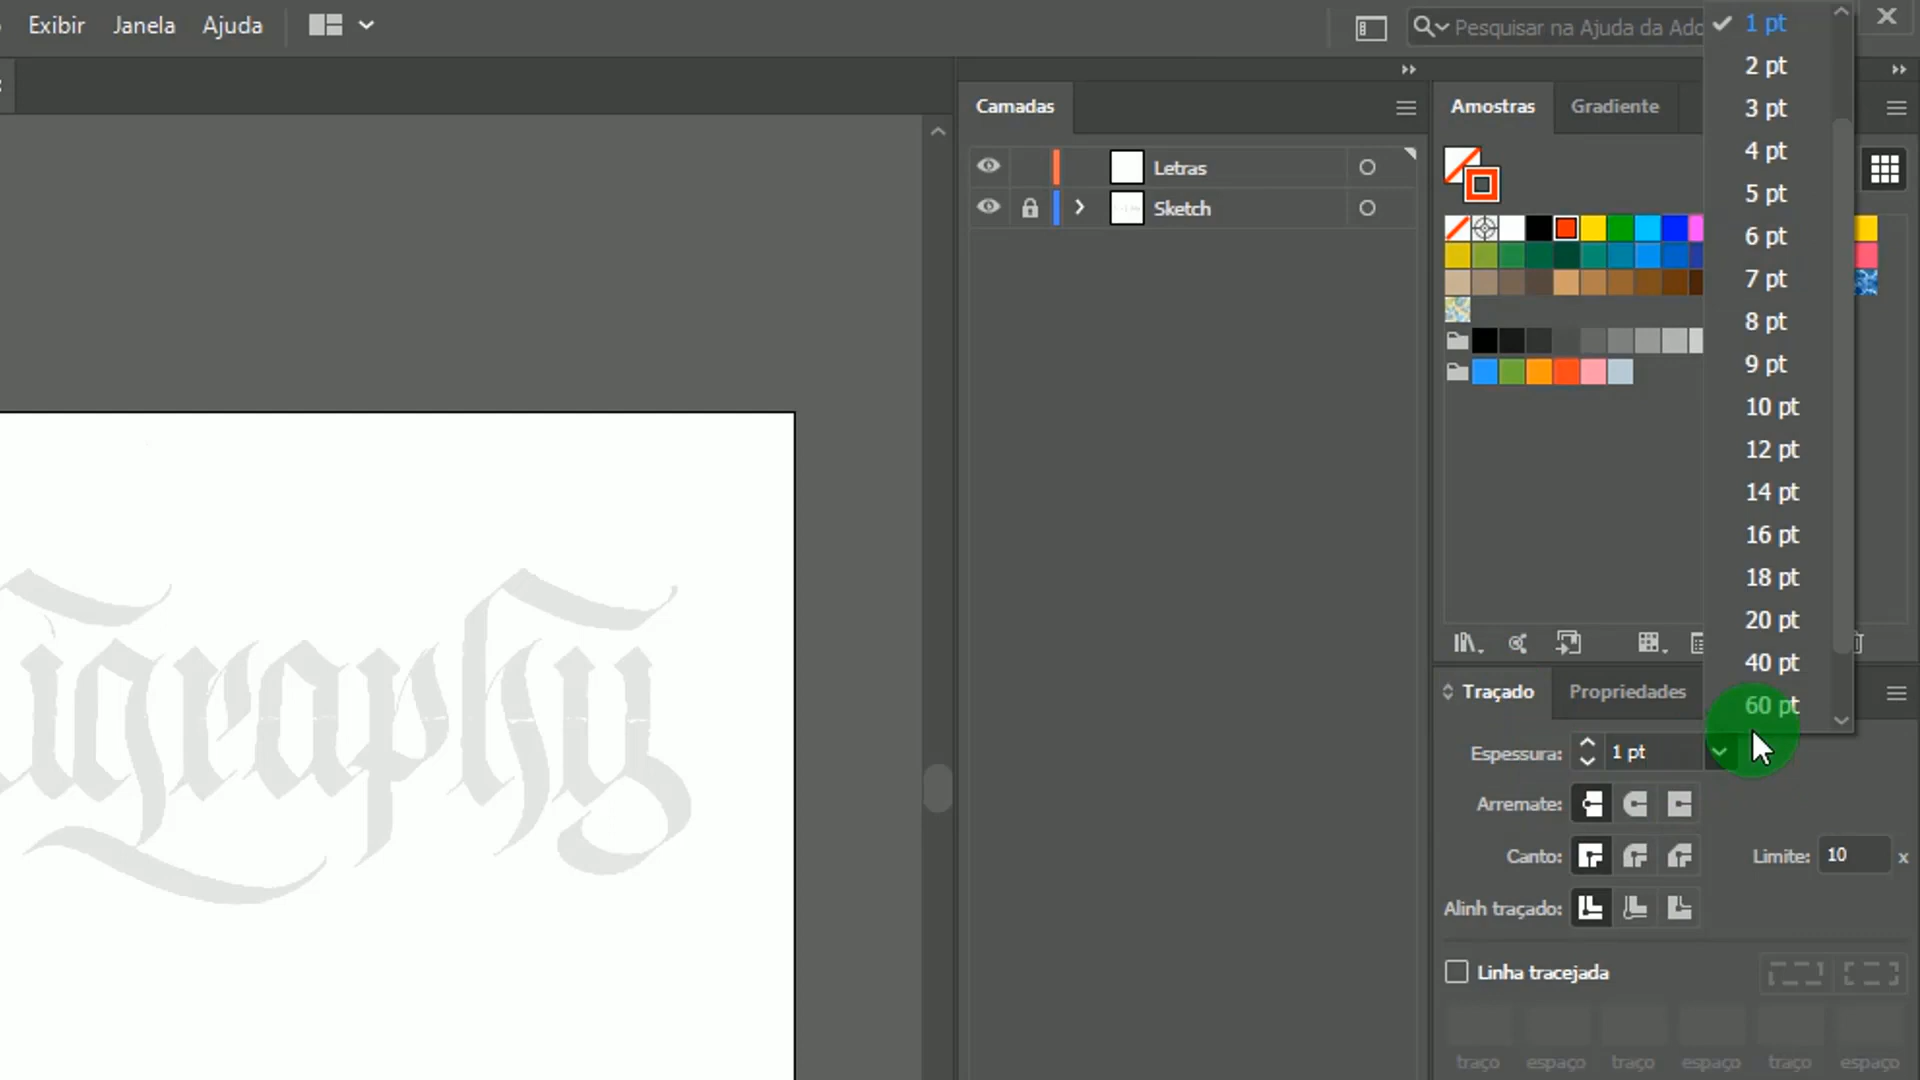 Exibir Janela Ajuda
Pesquisar na Ajuda da Ado
Camadas
Letras
Sketch
Amostras Gradiente
1 pt
2 pt
3 pt
4 pt
5 pt
6 pt
7 pt
8 pt
9 pt
10 pt
12 pt
14 pt
16 pt
18 pt
20 pt
40 pt
60 pt
Traçado Propriedades
Espessura: 1 pt
Arremate:
Canto: Limite: 10 x
Alinh traçado:
Linha tracejada
traço espaço traço espaço traço espaço
igraphy